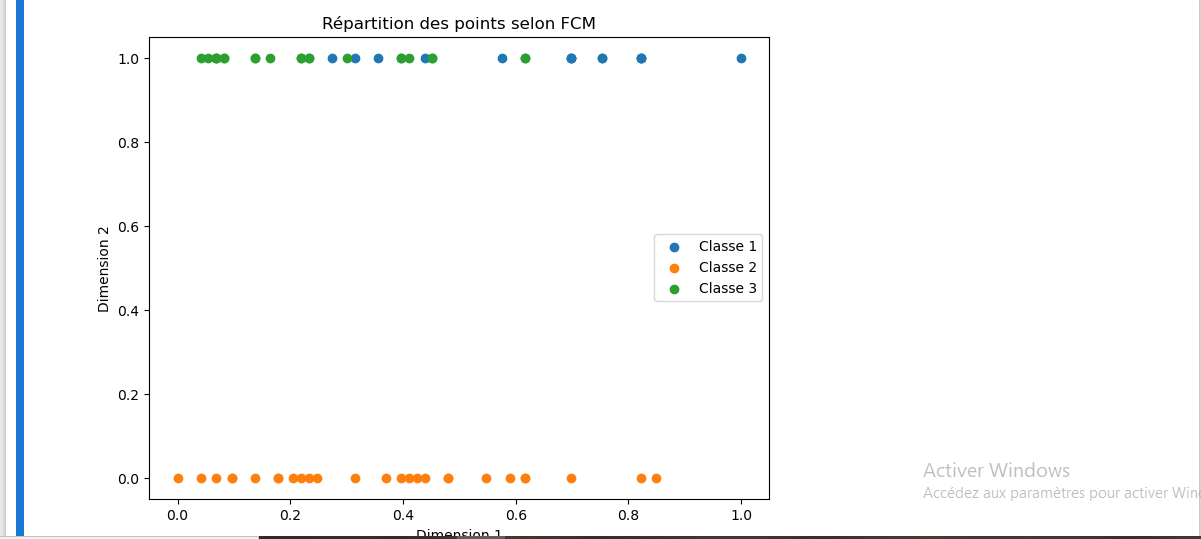 Répartition des points selon FCM
1.0
0.8
0.6
0.4
0.2
0.0
Dimension 2
Classe 1
Classe 2
Classe 3
0.0 0.2 0.4 0.6 0.8 1.0
Dimension 1
Activer Windows
Accédez aux paramètres pour activer